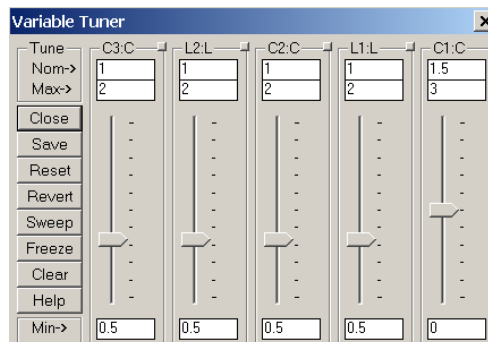 Variable Tuner
Tune C3:C L2:L C2:C L1:L C1:C
Nom-> 1 1 1 1 1.5
Max-> 2 2 2 2 3
Close
Save
Reset
Revert
Sweep
Freeze
Clear
Help
Min-> 0.5 0.5 0.5 0.5 0